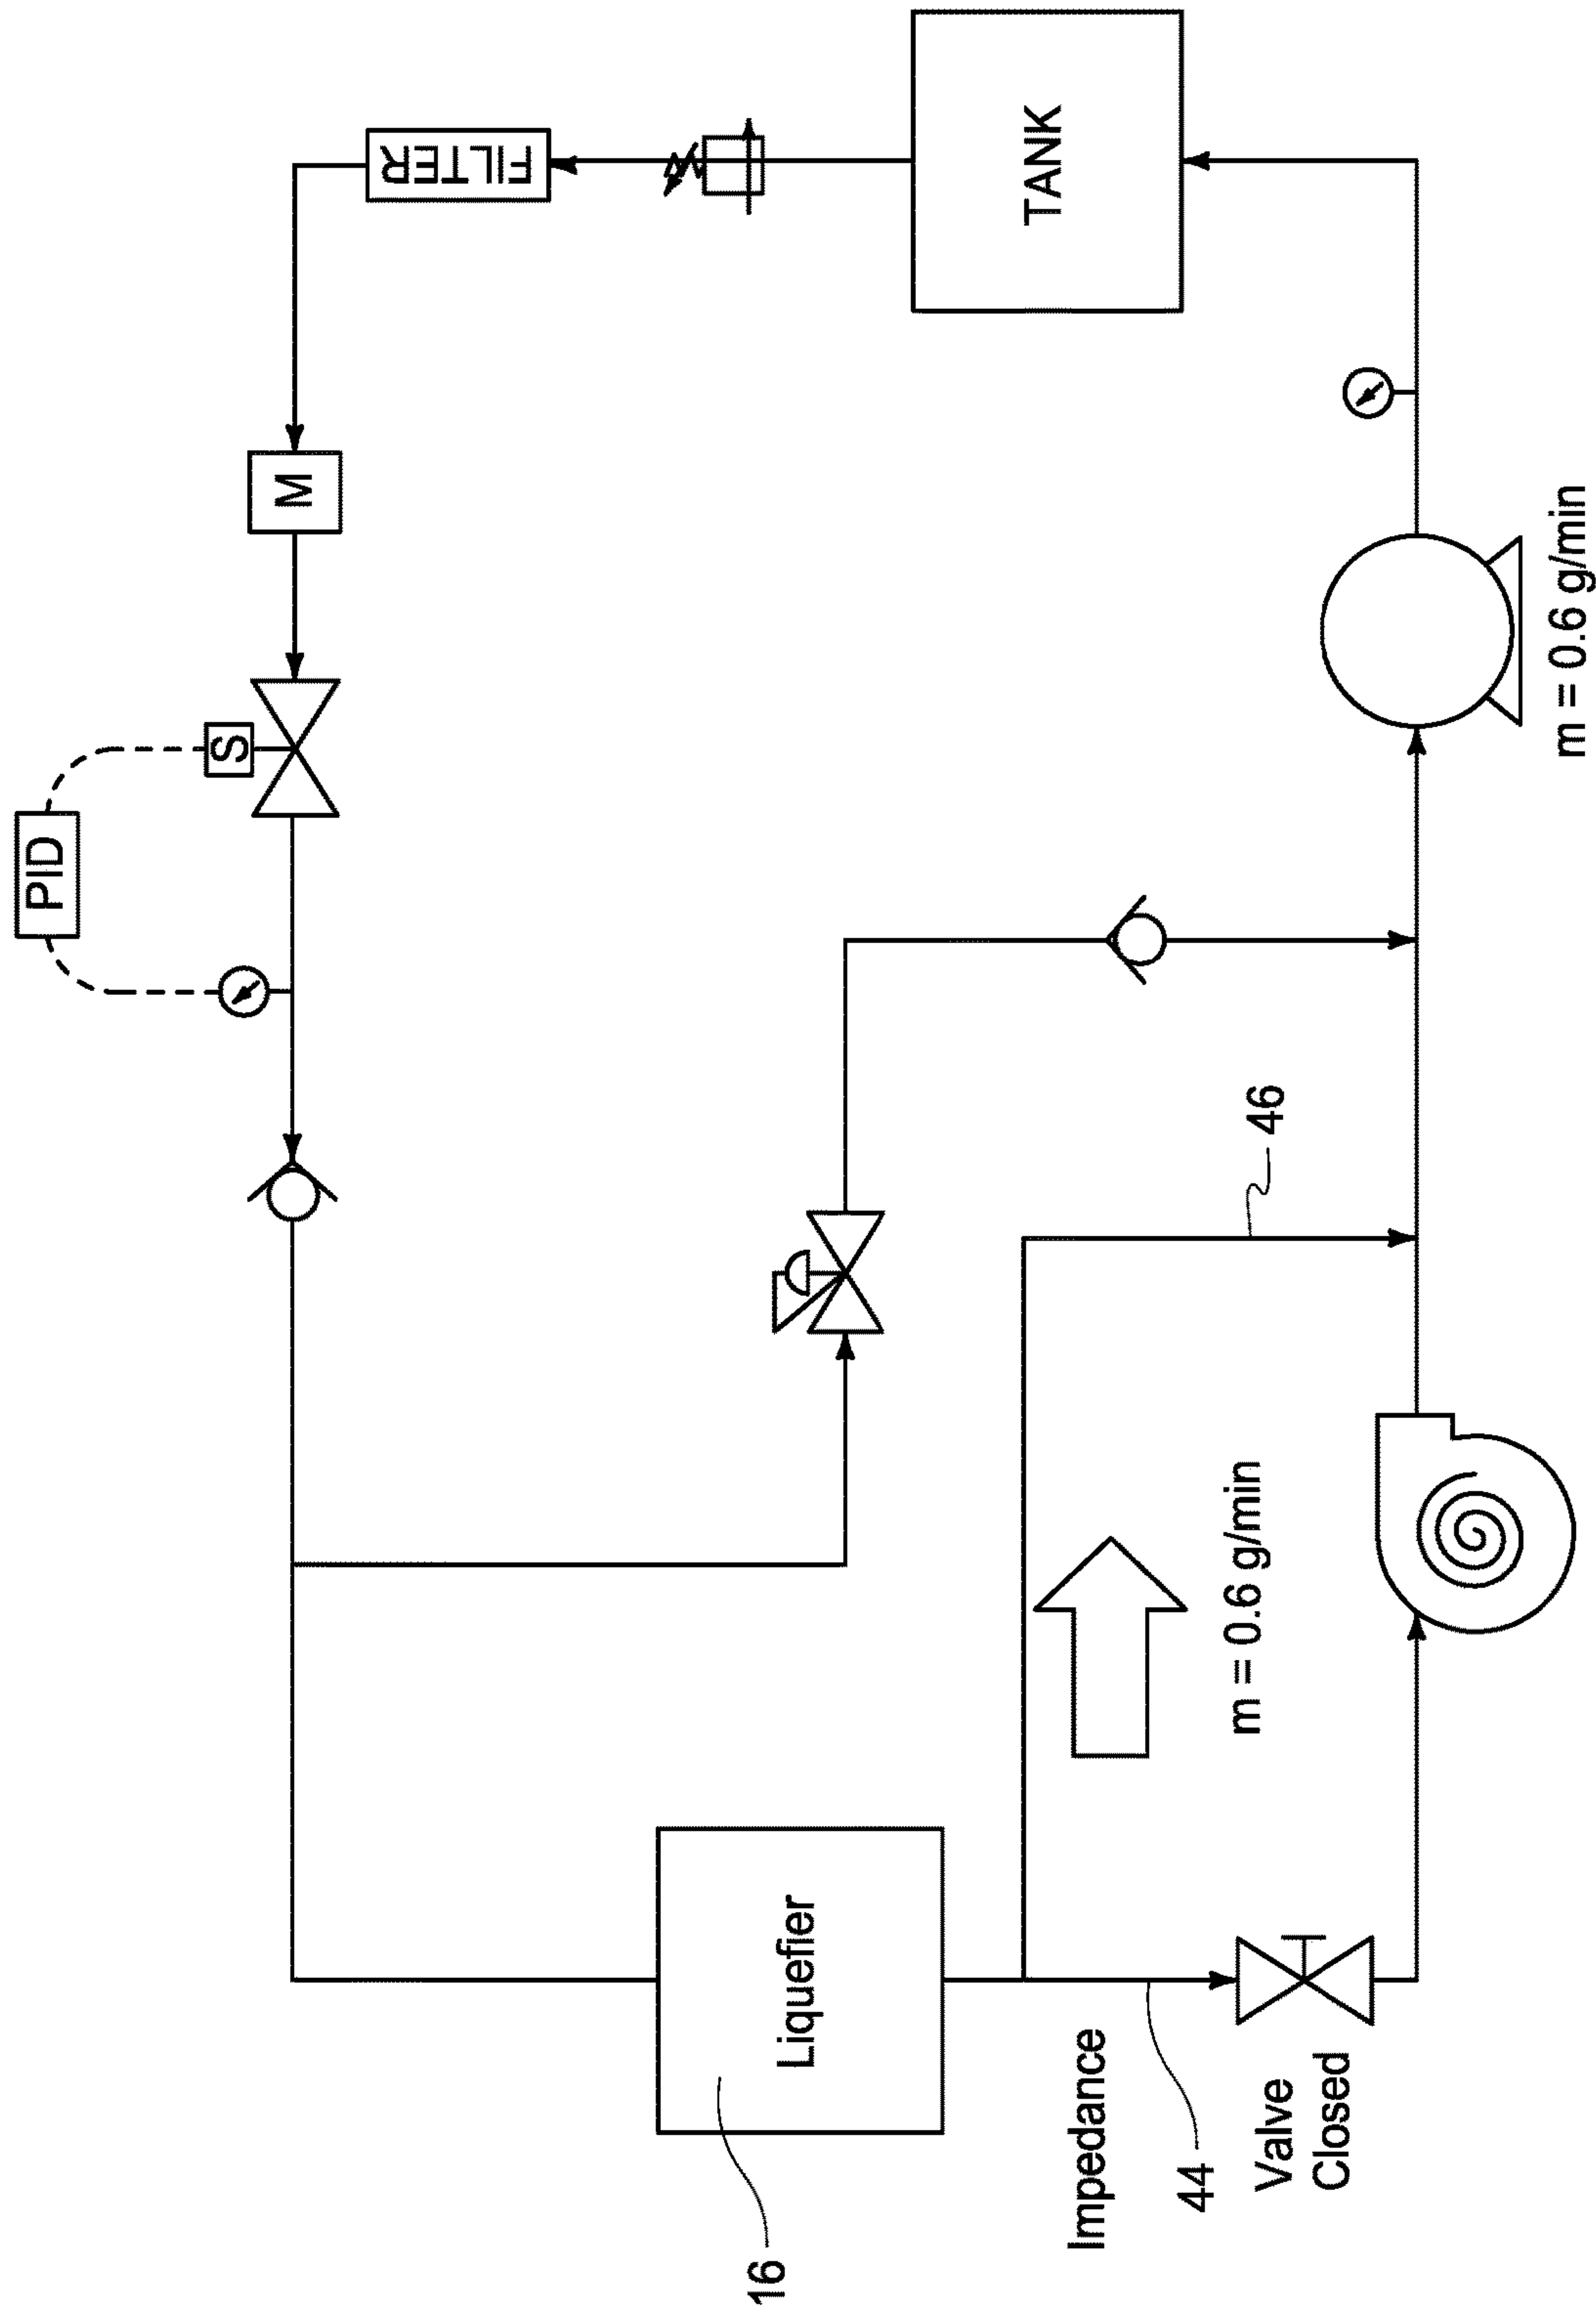 PID
S
M
FILTER
TANK
Liquefier
16
46
m = 0.6 g/min
m = 0.6 g/min
Impedance
44
Valve
Closed